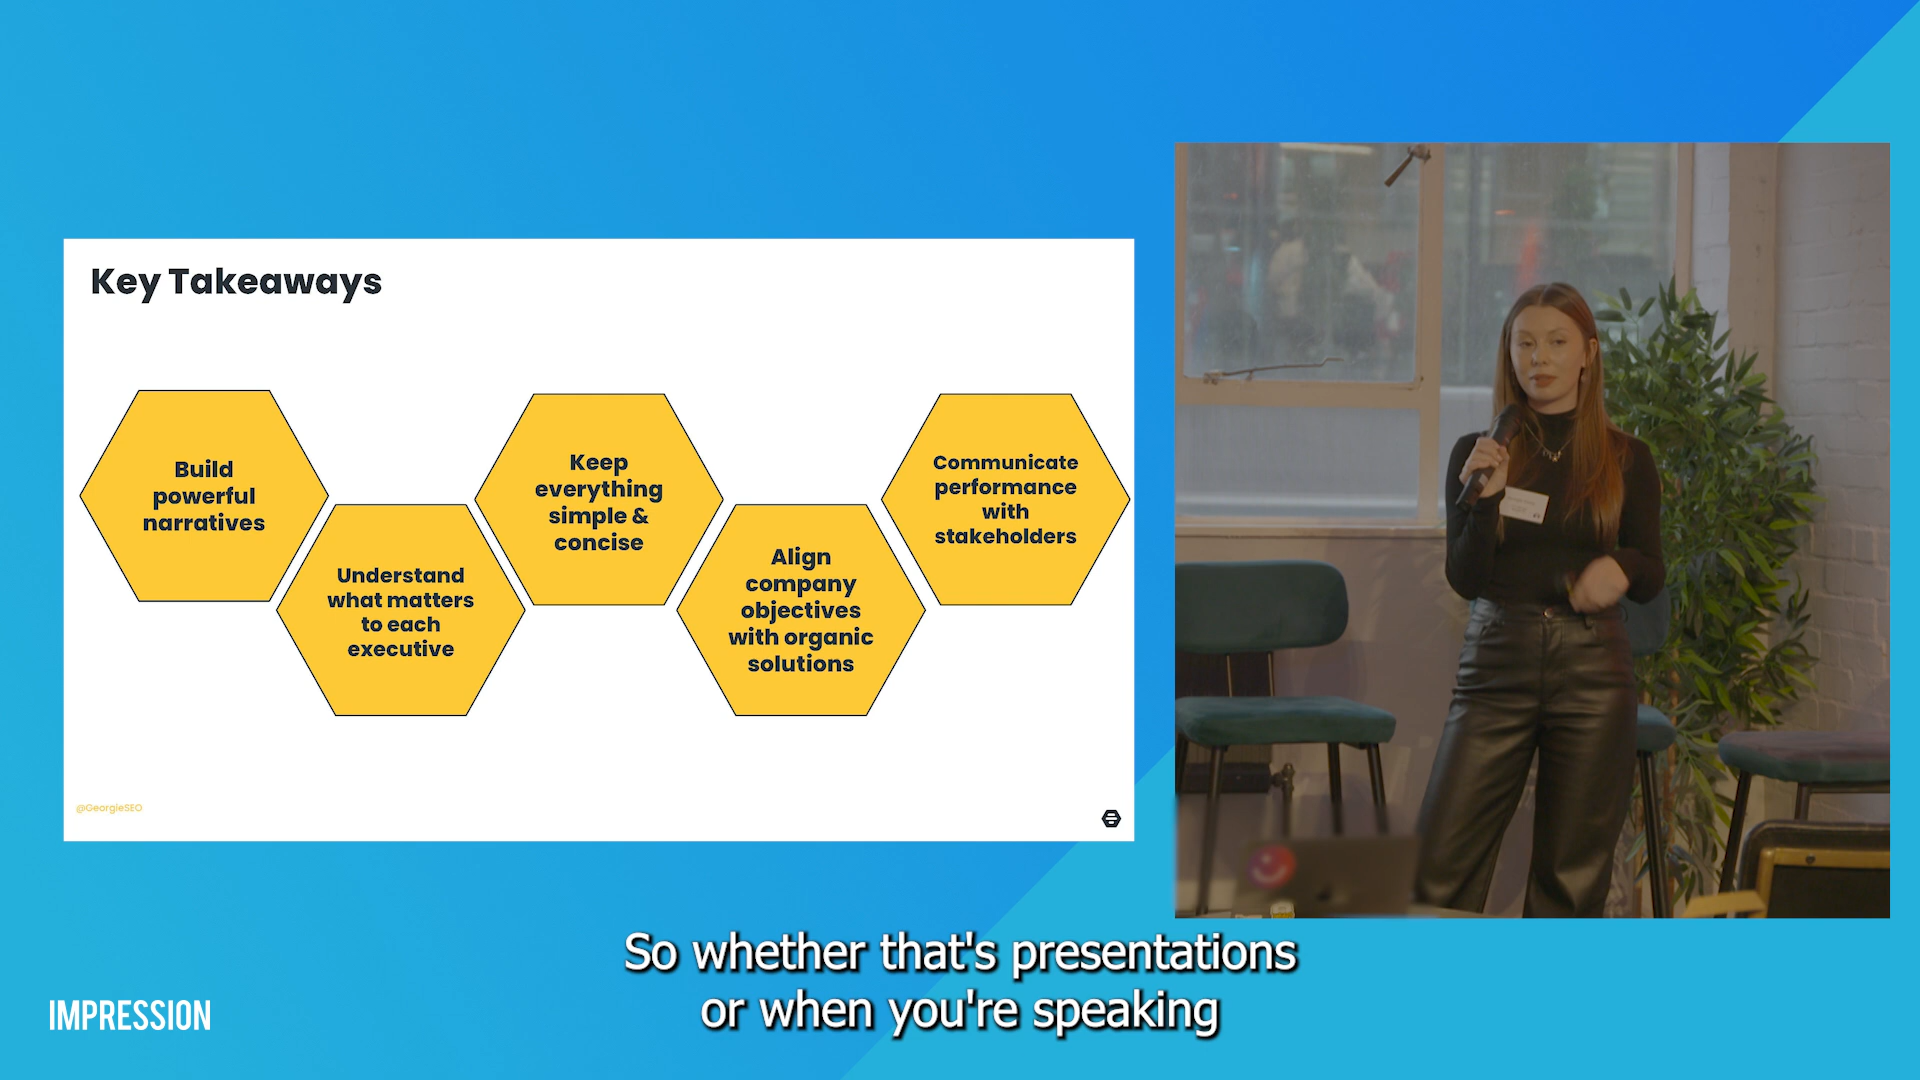 Key Takeaways
Build
powerful
narratives
Understand
what matters
to each
executive
Keep
everything
simple &
concise
Align
company
objectives
with organic
solutions
Communicate
performance
with
stakeholders
@GeorgieSEO
So whether that's presentations
or when you're speaking
IMPRESSION